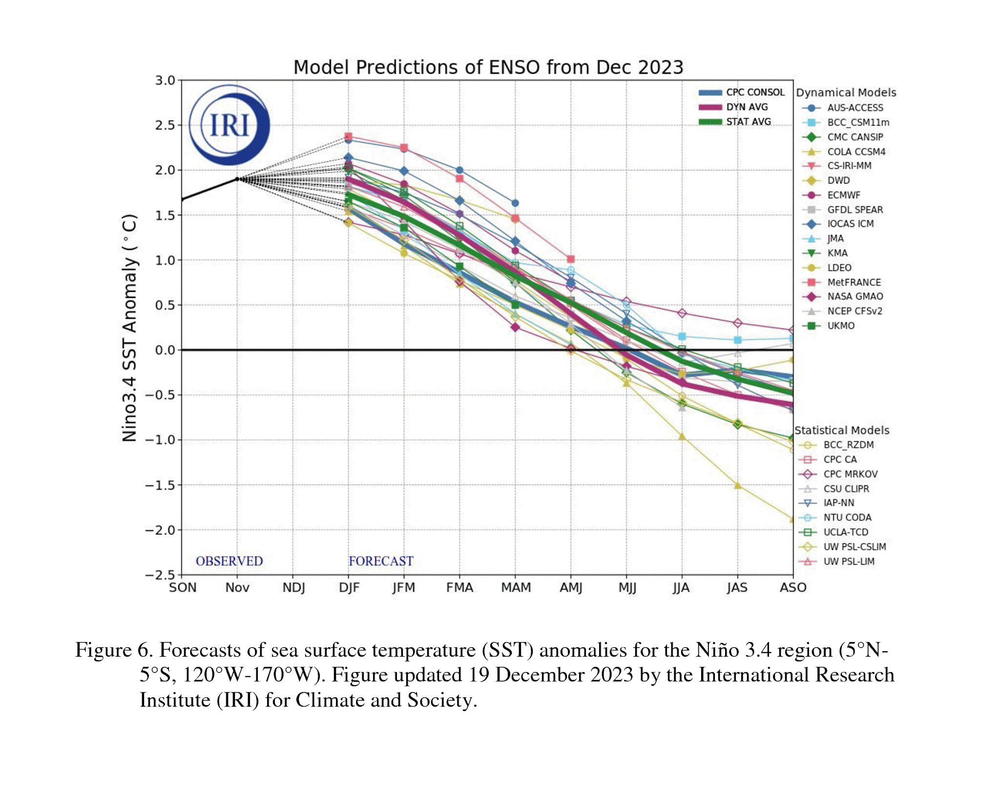 Model Predictions of ENSO from Dec 2023
IRI
Nino3.4 SST Anomaly (°C)
3.0
2.5
2.0
1.5
1.0
0.5
0.0
−0.5
−1.0
−1.5
−2.0
−2.5
CPC CONSOL
DYN AVG
STAT AVG
Dynamical Models
AUS-ACCESS
BCC_CSM11m
CMC CANSIP
COLA CCSM4
CS-IRI-MM
DWD
ECMWF
GFDL SPEAR
IOCAS ICM
JMA
KMA
LDEO
MetFRANCE
NASA GMAO
NCEP CFSv2
UKMO
Statistical Models
BCC_RZDM
CPC CA
CPC MRKOV
CSU CLIPR
IAP-NN
NTU CODA
UCLA-TCD
UW PSL-CSLIM
UW PSL-LIM
OBSERVED FORECAST
SON Nov NDJ DJF JFM FMA MAM AMJ MJJ JJA JAS ASO
Figure 6. Forecasts of sea surface temperature (SST) anomalies for the Niño 3.4 region (5°N-
5°S, 120°W-170°W). Figure updated 19 December 2023 by the International Research
Institute (IRI) for Climate and Society.